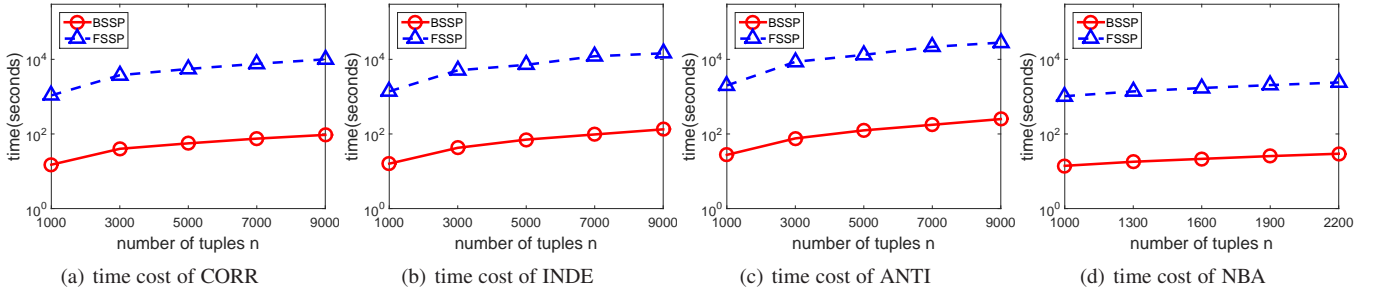 BSSP
FSSP
10^4
10^2
10^0
time(seconds)
1000 3000 5000 7000 9000
number of tuples n
(a) time cost of CORR
BSSP
FSSP
10^4
10^2
10^0
time(seconds)
1000 3000 5000 7000 9000
number of tuples n
(b) time cost of INDE
BSSP
FSSP
10^4
10^2
10^0
time(seconds)
1000 3000 5000 7000 9000
number of tuples n
(c) time cost of ANTI
BSSP
FSSP
10^4
10^2
10^0
time(seconds)
1000 1300 1600 1900 2200
number of tuples n
(d) time cost of NBA